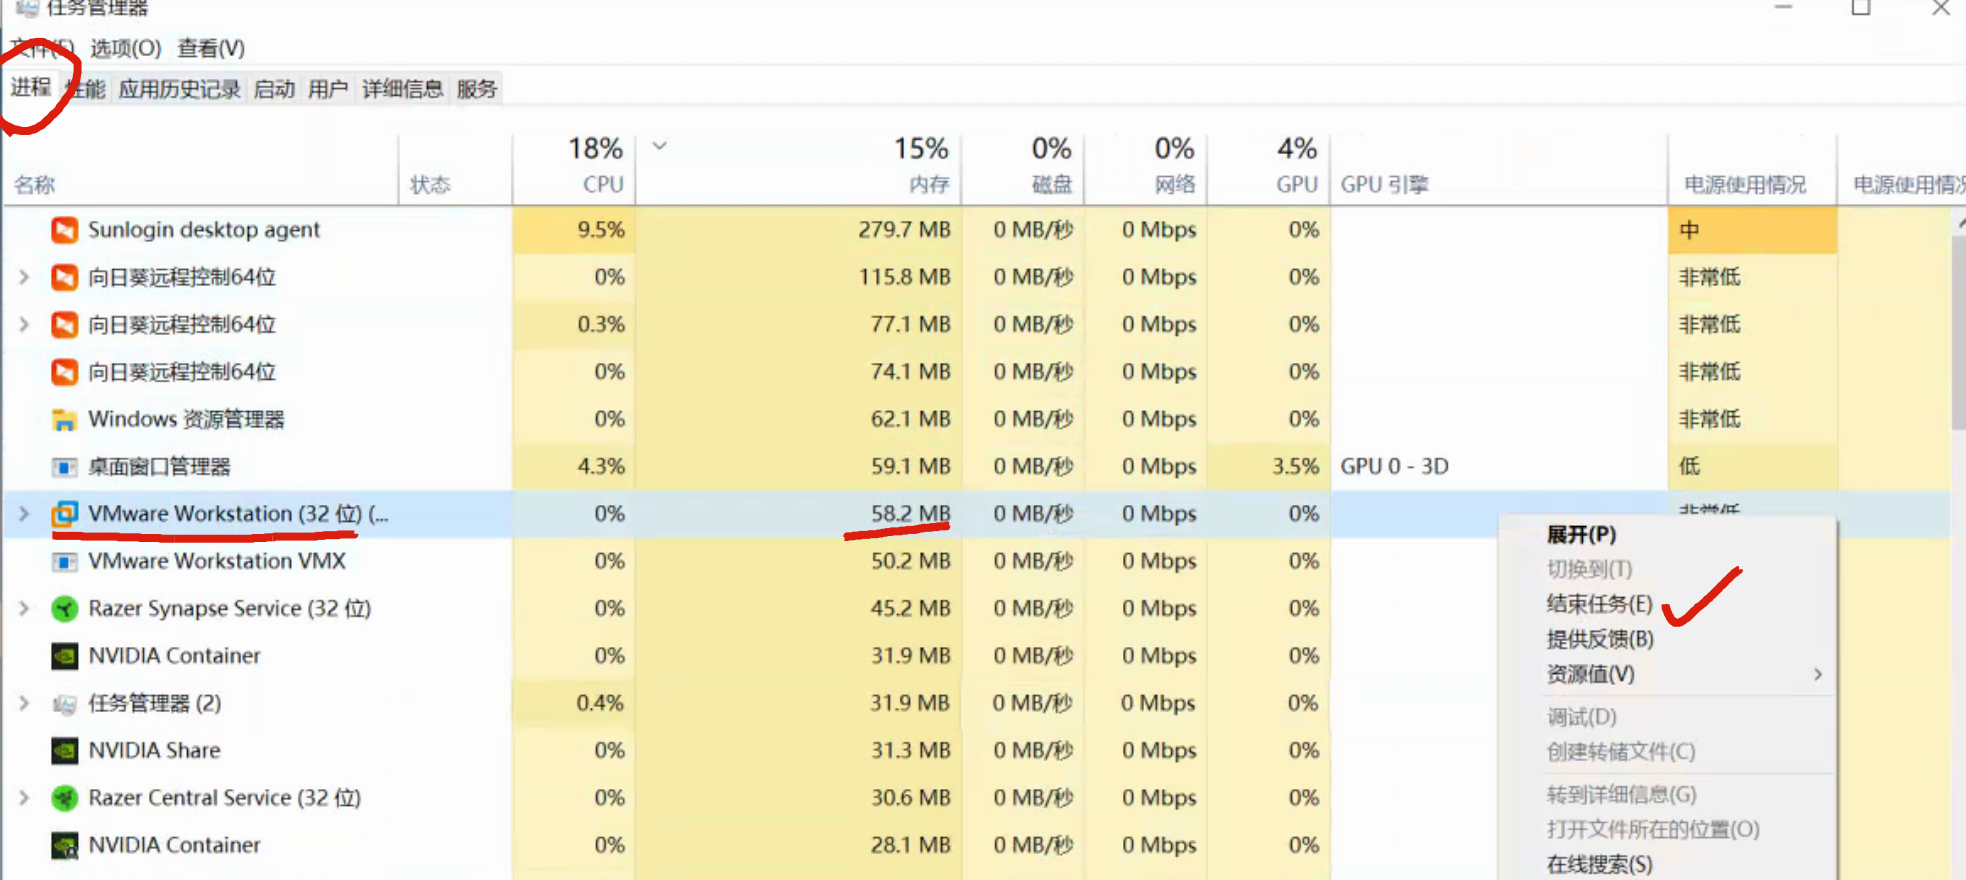 任务管理器
文件(F) 选项(O) 查看(V)
进程 性能 应用历史记录 启动 用户 详细信息 服务
18% 15% 0% 0% 4%
名称 状态 CPU 内存 磁盘 网络 GPU GPU 引擎 电源使用情况 电源使用情况
Sunlogin desktop agent 9.5% 279.7 MB 0 MB/秒 0 Mbps 0% 中
向日葵远程控制64位 0% 115.8 MB 0 MB/秒 0 Mbps 0% 非常低
向日葵远程控制64位 0.3% 77.1 MB 0 MB/秒 0 Mbps 0% 非常低
向日葵远程控制64位 0% 74.1 MB 0 MB/秒 0 Mbps 0% 非常低
Windows 资源管理器 0% 62.1 MB 0 MB/秒 0 Mbps 0% 非常低
桌面窗口管理器 4.3% 59.1 MB 0 MB/秒 0 Mbps 3.5% GPU 0 - 3D 低
VMware Workstation (32 位) (... 0% 58.2 MB 0 MB/秒 0 Mbps 0% 非常低
VMware Workstation VMX 0% 50.2 MB 0 MB/秒 0 Mbps 0%
Razer Synapse Service (32 位) 0% 45.2 MB 0 MB/秒 0 Mbps 0%
NVIDIA Container 0% 31.9 MB 0 MB/秒 0 Mbps 0%
任务管理器 (2) 0.4% 31.9 MB 0 MB/秒 0 Mbps 0%
NVIDIA Share 0% 31.3 MB 0 MB/秒 0 Mbps 0%
Razer Central Service (32 位) 0% 30.6 MB 0 MB/秒 0 Mbps 0%
NVIDIA Container 0% 28.1 MB 0 MB/秒 0 Mbps 0%
展开(P)
切换到(T)
结束任务(E)
提供反馈(B)
资源值(V)
调试(D)
创建转储文件(C)
转到详细信息(G)
打开文件所在的位置(O)
在线搜索(S)